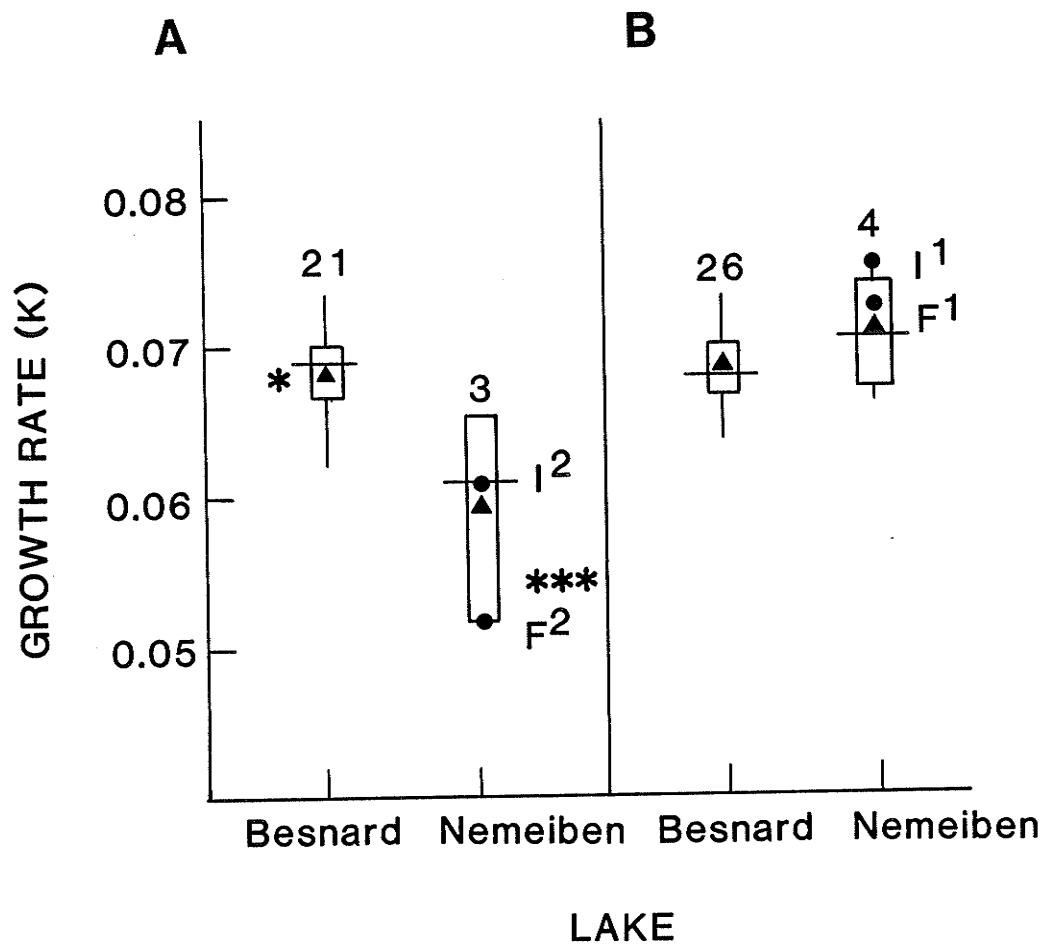 A
B
0.08
0.07
0.06
0.05
GROWTH RATE (K)
21
*
3
I2
***
F2
26
4
I1
F1
Besnard Nemeiben Besnard Nemeiben
LAKE